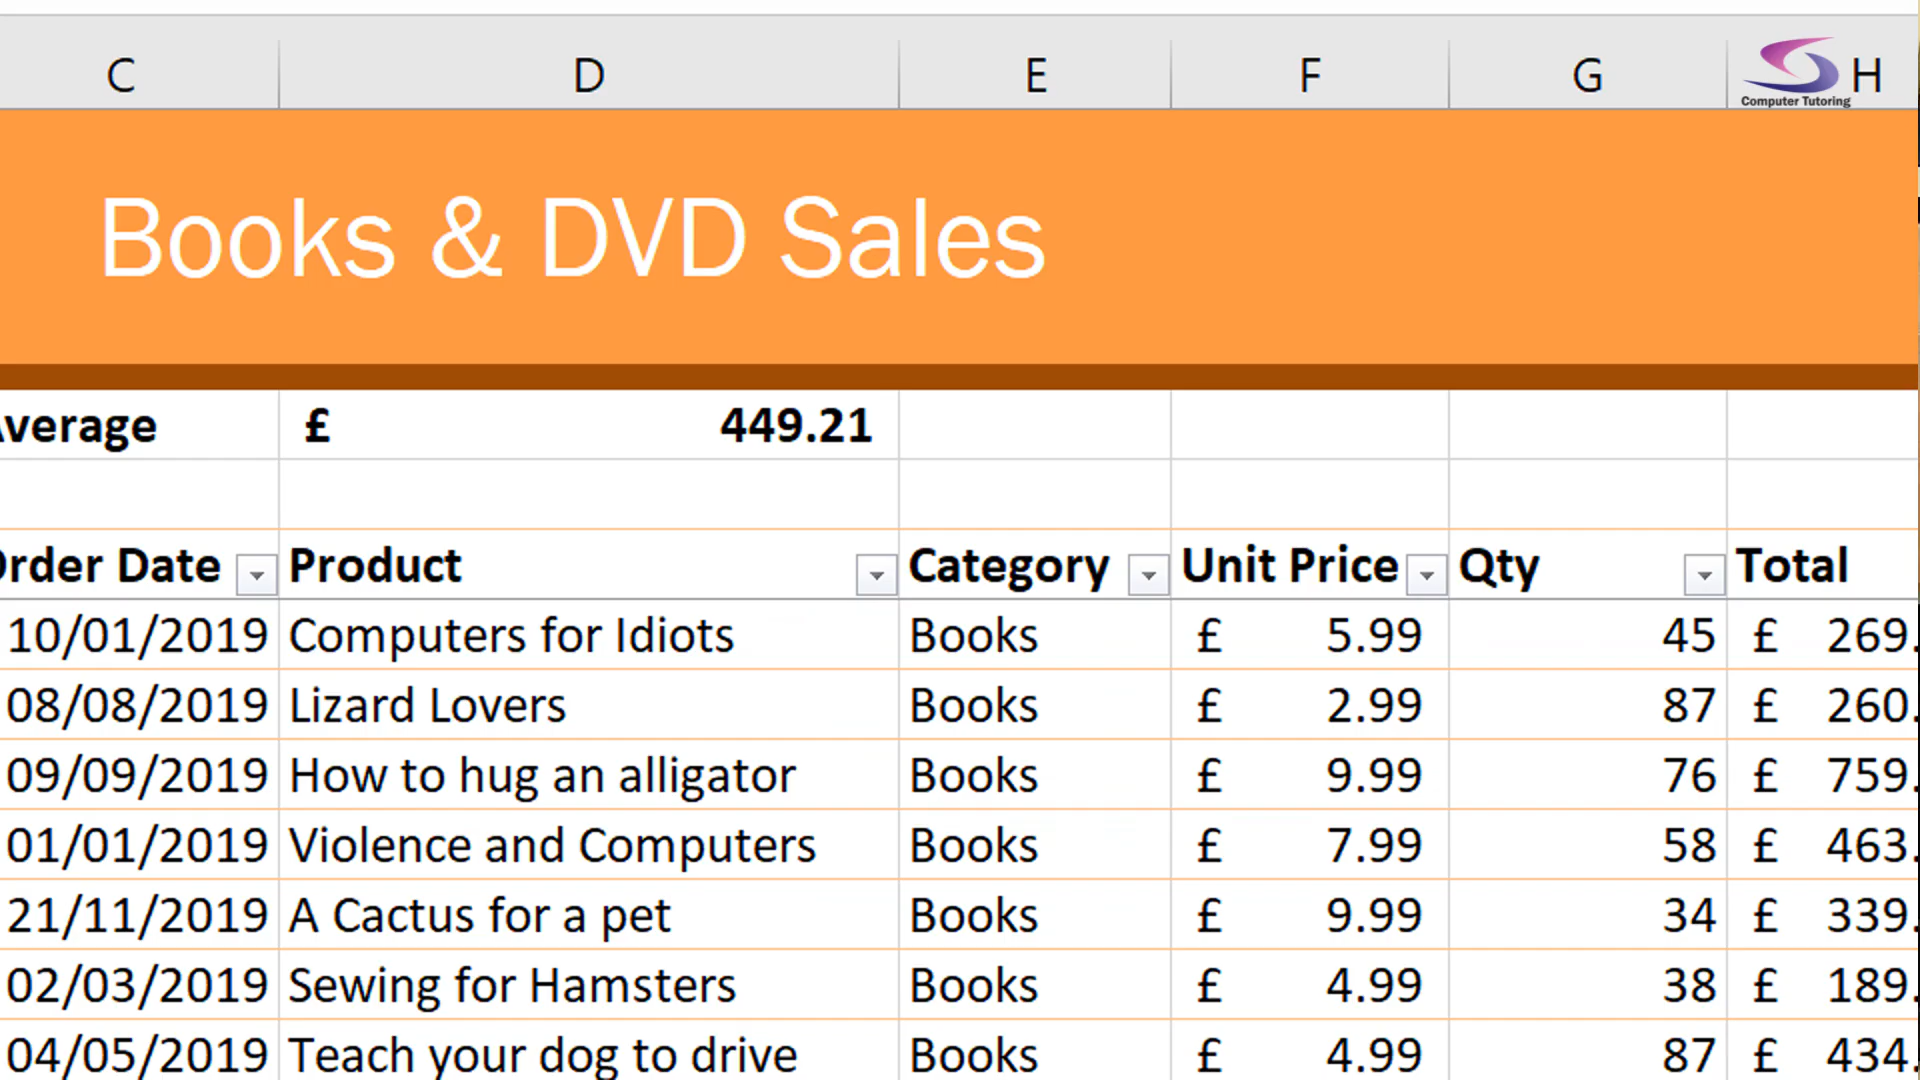 C D E F G H
Computer Tutoring
Books & DVD Sales
Average £ 449.21
Order Date Product Category Unit Price Qty Total
10/01/2019 Computers for Idiots Books £ 5.99 45 £ 269.
08/08/2019 Lizard Lovers Books £ 2.99 87 £ 260.
09/09/2019 How to hug an alligator Books £ 9.99 76 £ 759.
01/01/2019 Violence and Computers Books £ 7.99 58 £ 463.
21/11/2019 A Cactus for a pet Books £ 9.99 34 £ 339.
02/03/2019 Sewing for Hamsters Books £ 4.99 38 £ 189.
04/05/2019 Teach your dog to drive Books £ 4.99 87 £ 434.